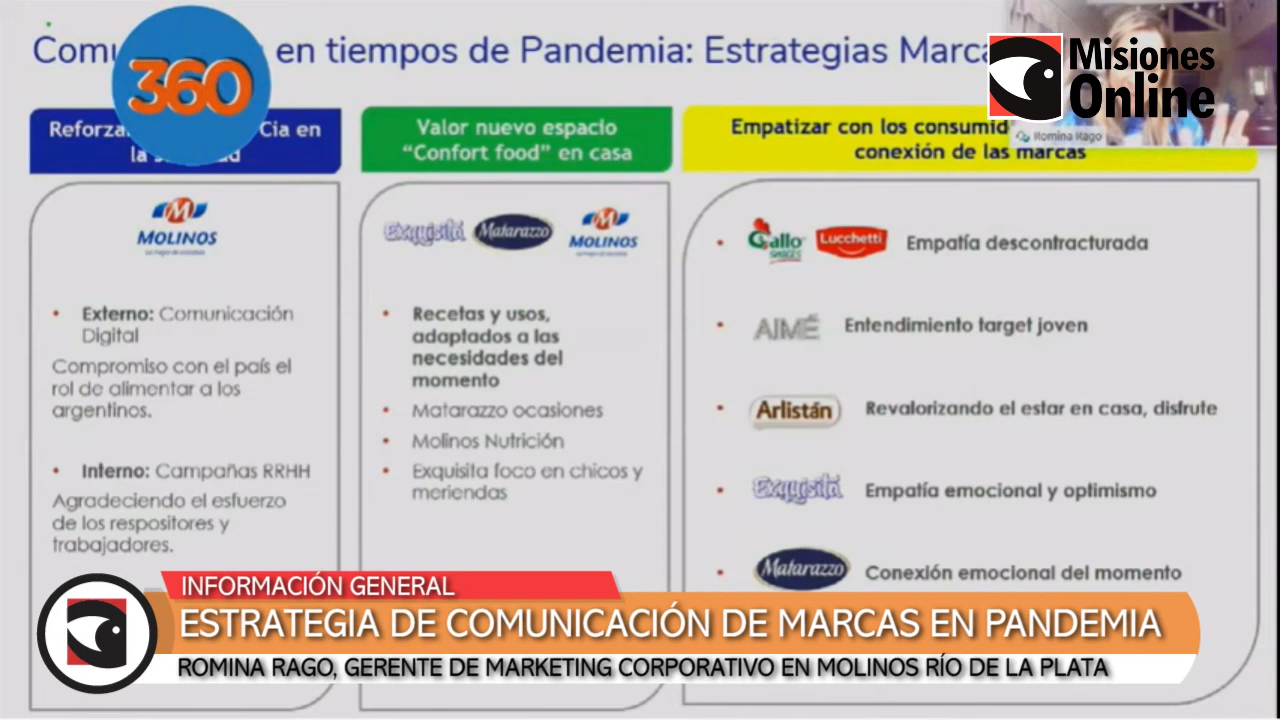 en tiempos de Pandemia: Estrategias
360
Misiones
Online
Romina Rago
Cia en
la
Valor nuevo espacio
“Confort food” en casa
Empatizar con los
conexión de las marcas
MOLINOS
Exquisita
Matarazzo
MOLINOS
Gallo
SNACKS
Lucchetti
Empatía descontracturada
• Externo: Comunicación
Digital
Compromiso con el país el
rol de alimentar a los
argentinos.
• Interno: Campañas RRHH
Agradeciendo el esfuerzo
de los respositores y
trabajadores.
• Recetas y usos,
adaptados a las
necesidades del
momento
• Matarazzo ocasiones
• Molinos Nutrición
• Exquisita foco en chicos y
meriendas
AIMÉ
Entendimiento target joven
Arlistán
Revalorizando el estar en casa, disfrute
Exquisita
Empatía emocional y optimismo
Matarazzo
Conexión emocional del momento
INFORMACIÓN GENERAL
ESTRATEGIA DE COMUNICACIÓN DE MARCAS EN PANDEMIA
ROMINA RAGO, GERENTE DE MARKETING CORPORATIVO EN MOLINOS RÍO DE LA PLATA